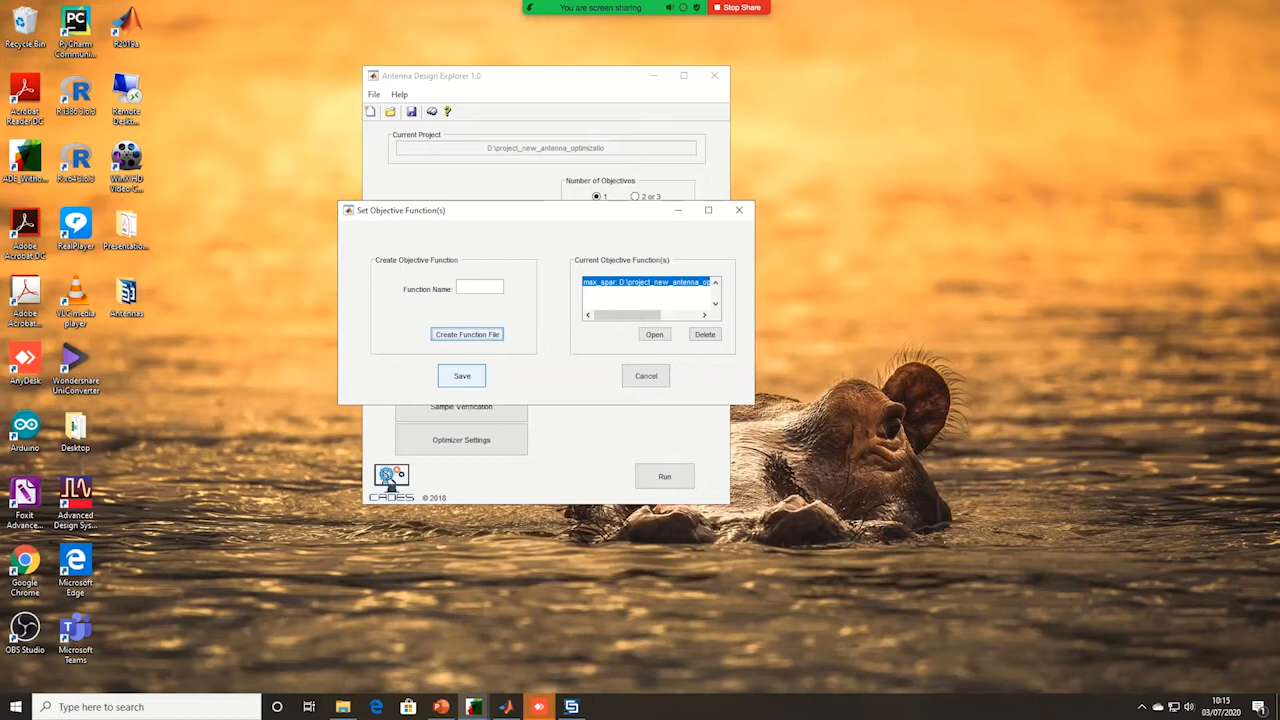 You are screen sharing
Stop Share
Recycle Bin
PyCharm
Communi...
R2019a
Acrobat
Reader DC
R i386 3.6.3
Remote
Deskt...
ADE_(Witho...
R x64 3.6.3
WinX HD
Video C...
Adobe
Acrobat DC
RealPlayer
Presentation...
Adobe
Acrobat...
VLC media
player
Antennas
AnyDesk
Wondershare
UniConverter
Arduino
Desktop
Foxit
Advance...
Advanced
Design Sys...
Google
Chrome
Microsoft
Edge
OBS Studio
Microsoft
Teams
Antenna Design Explorer 1.0
File Help
Current Project
D:\project_new_antenna_optimizatio
Number of Objectives
1 2 or 3
Set Objective Function(s)
Create Objective Function
Function Name:
Create Function File
Current Objective Function(s)
max_spar: D:\project_new_antenna_op
Open Delete
Save Cancel
Sample Verification
Optimizer Settings
Run
CADES © 2018
Type here to search
10:15
03/07/2020